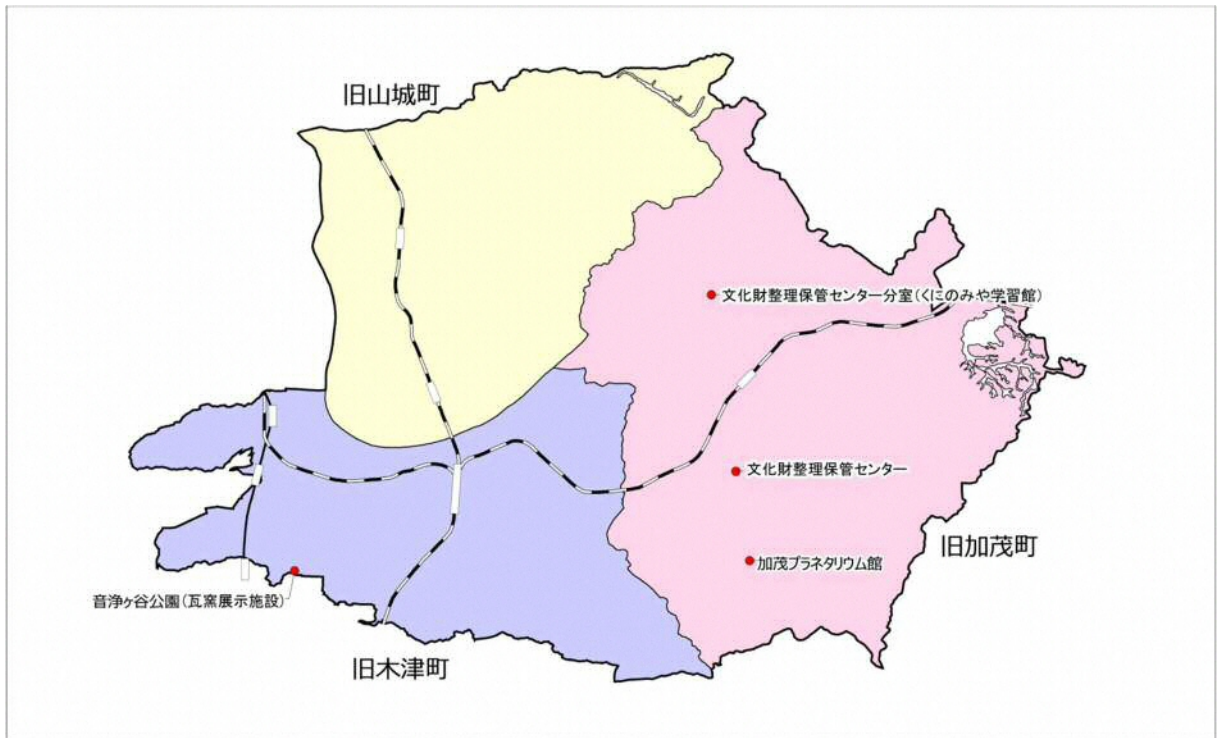 旧山城町
文化財整理保管センター分室(くにのみや学習館)
文化財整理保管センター
旧加茂町
加茂プラネタリウム館
音浄ヶ谷公園(瓦窯展示施設)
旧木津町